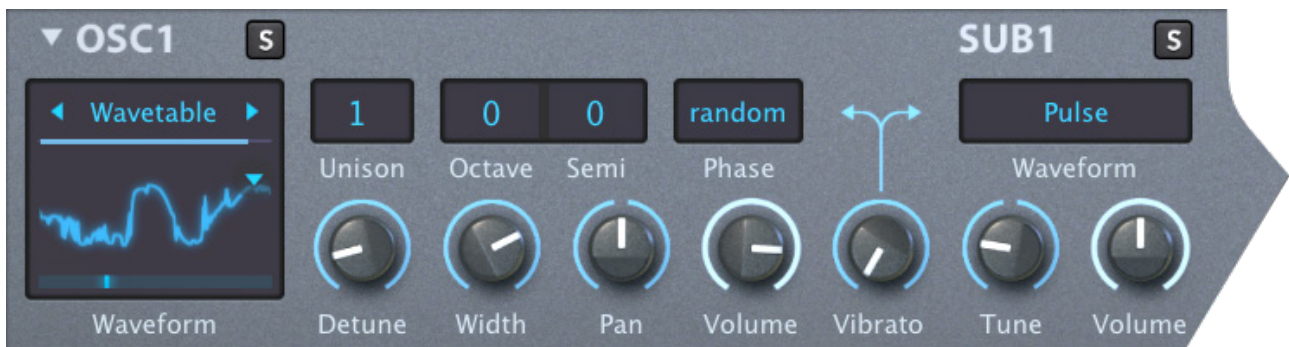 OSC1 S SUB1 S
Wavetable 1 0 0 random Pulse
Unison Octave Semi Phase Waveform
Waveform Detune Width Pan Volume Vibrato Tune Volume